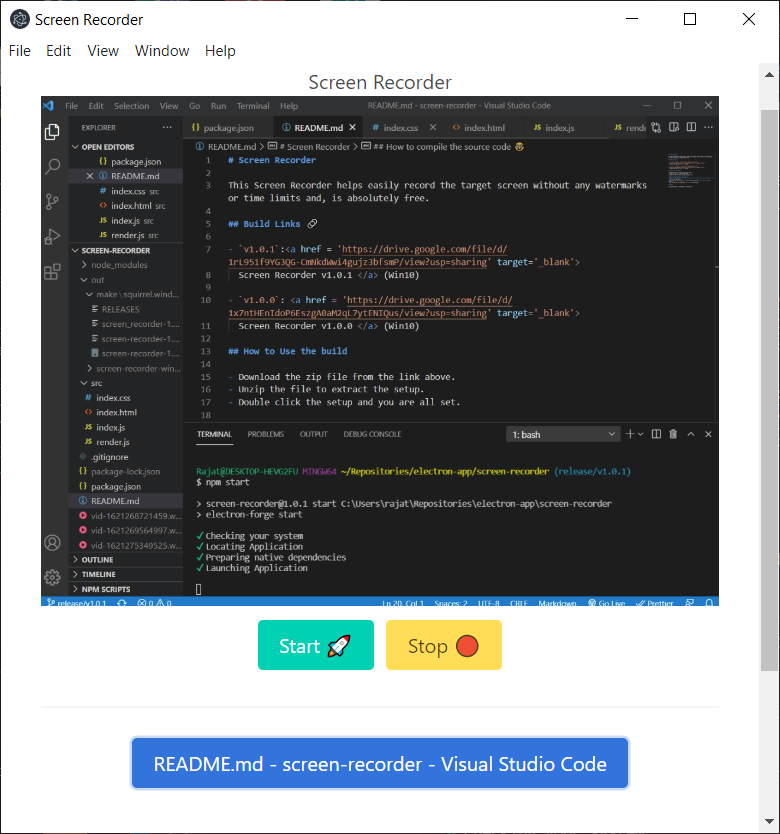 Screen Recorder
File Edit View Window Help
Screen Recorder
File Edit Selection View Go Run Terminal Help README.md - screen-recorder - Visual Studio Code
EXPLORER
OPEN EDITORS
{} package.json
README.md
# index.css src
<> index.html src
JS index.js src
JS render.js src
SCREEN-RECORDER
node_modules
out
make \ squirrel.wind...
RELEASES
screen_recorder-1....
screen-recorder-1....
screen-recorder-1....
screen-recorder-win...
src
# index.css
<> index.html
JS index.js
JS render.js
.gitignore
package-lock.json
{} package.json
README.md
vid-1621268721459.w...
vid-1621269564997.w...
vid-1621275349525.w...
OUTLINE
TIMELINE
NPM SCRIPTS
{} package.json README.md # index.css <> index.html JS index.js JS rende
README.md > # Screen Recorder > ## How to compile the source code 🤓
1 # Screen Recorder
2
3 This Screen Recorder helps easily record the target screen without any watermarks
or time limits and, is absolutely free.
4
5 ## Build Links 🔗
6
7 - `v1.0.1`:<a href = 'https://drive.google.com/file/d/
1rL951f9YG3QG-CmNkdWwi4gujz3bfsmP/view?usp=sharing' target='_blank'>
8 Screen Recorder v1.0.1 </a> (Win10)
9
10 - `v1.0.0`: <a href = 'https://drive.google.com/file/d/
1x7ntHEnIdoP6EszgA0aM2qL7ytENIQus/view?usp=sharing' target='_blank'>
11 Screen Recorder v1.0.0 </a> (Win10)
12
13 ## How to Use the build
14
15 - Download the zip file from the link above.
16 - Unzip the file to extract the setup.
17 - Double click the setup and you are all set.
18
TERMINAL PROBLEMS OUTPUT DEBUG CONSOLE 1: bash
Rajat@DESKTOP-HEVG2FU MINGW64 ~/Repositories/electron-app/screen-recorder (release/v1.0.1)
$ npm start
> screen-recorder@1.0.1 start C:\Users\rajat\Repositories\electron-app\screen-recorder
> electron-forge start
✓ Checking your system
✓ Locating Application
✓ Preparing native dependencies
✓ Launching Application
release/v1.0.1 0 0 Ln 20, Col 1 Spaces: 2 UTF-8 CRLF Markdown Go Live Prettier
Start 🚀 Stop 🔴
README.md - screen-recorder - Visual Studio Code